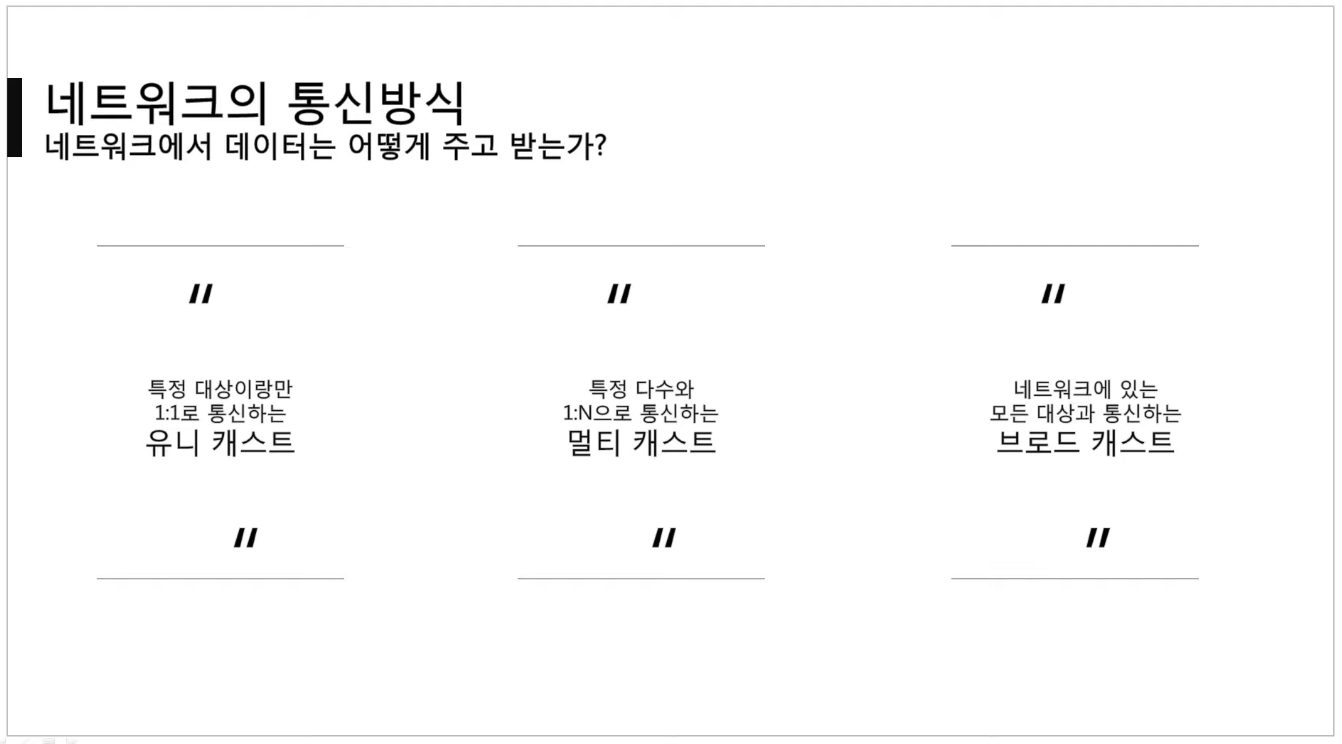 네트워크의 통신방식
네트워크에서 데이터는 어떻게 주고 받는가?
"
특정 대상이랑만
1:1로 통신하는
유니 캐스트
"
"
특정 다수와
1:N으로 통신하는
멀티 캐스트
"
"
네트워크에 있는
모든 대상과 통신하는
브로드 캐스트
"